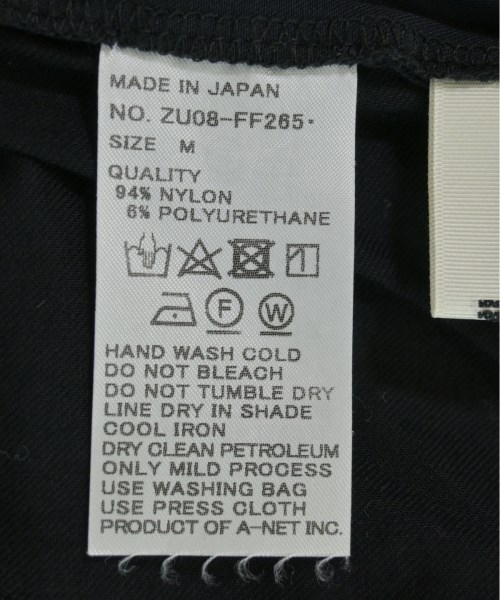 MADE IN JAPAN
NO. ZU08-FF265·
SIZE M
QUALITY
94% NYLON
6% POLYURETHANE
F W
HAND WASH COLD
DO NOT BLEACH
DO NOT TUMBLE DRY
LINE DRY IN SHADE
COOL IRON
DRY CLEAN PETROLEUM
ONLY MILD PROCESS
USE WASHING BAG
USE PRESS CLOTH
PRODUCT OF A-NET INC.